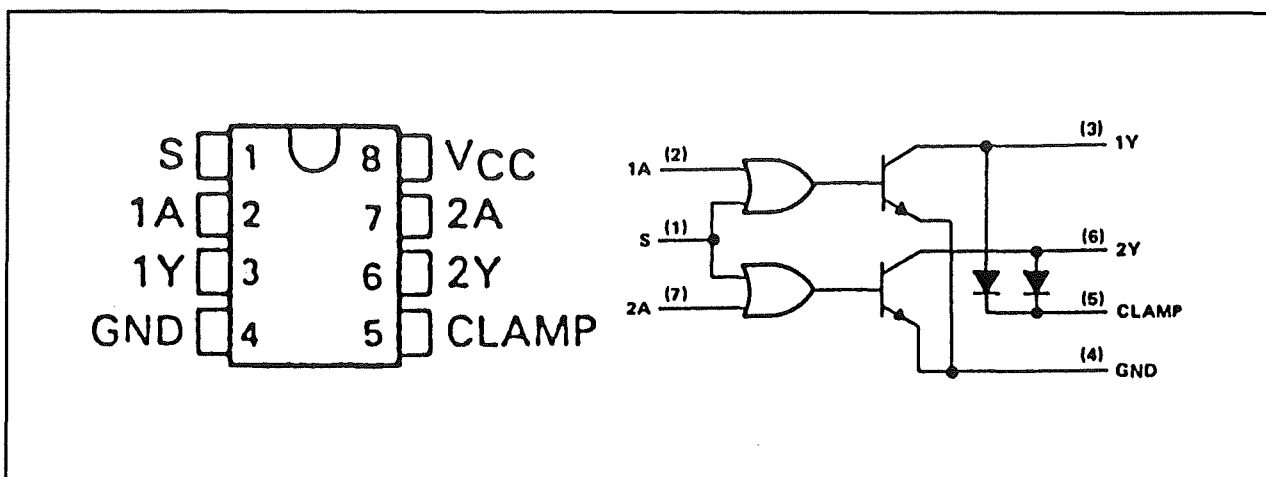 S 1 8 VCC
1A 2 7 2A
1Y 3 6 2Y
GND 4 5 CLAMP
(3) 1Y
1A (2)
S (1)
(6) 2Y
2A (7)
(5) CLAMP
(4) GND